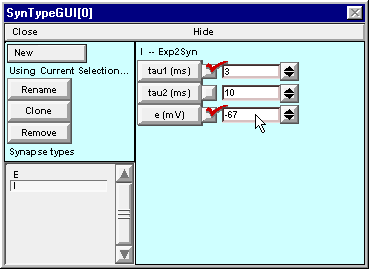 SynTypeGUI[0]
Close Hide
New
Using Current Selection...
Rename
Clone
Remove
Synapse types
E
I
I -- Exp2Syn
tau1 (ms) 3
tau2 (ms) 10
e (mV) -67